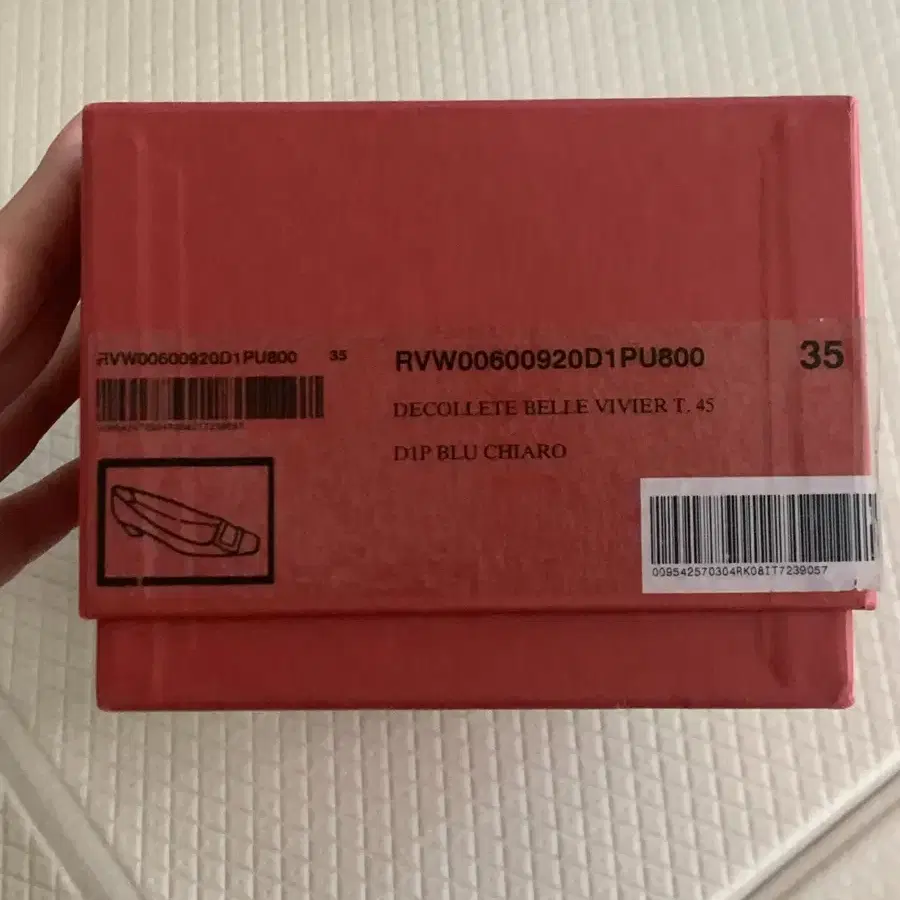 RVW00600920D1PU800 35
RVW00600920D1PU800 35
DECOLLETE BELLE VIVIER T. 45
D1P BLU CHIARO
009542570304RK08IT7239057